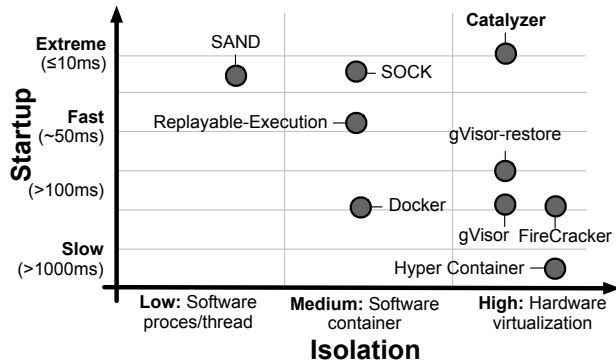 Catalyzer
Extreme
(≤10ms)
SAND
SOCK
Fast
(~50ms)
Replayable-Execution
gVisor-restore
Startup
(>100ms)
Docker
gVisor
FireCracker
Slow
(>1000ms)
Hyper Container
Low: Software
proces/thread
Medium: Software
container
High: Hardware
virtualization
Isolation